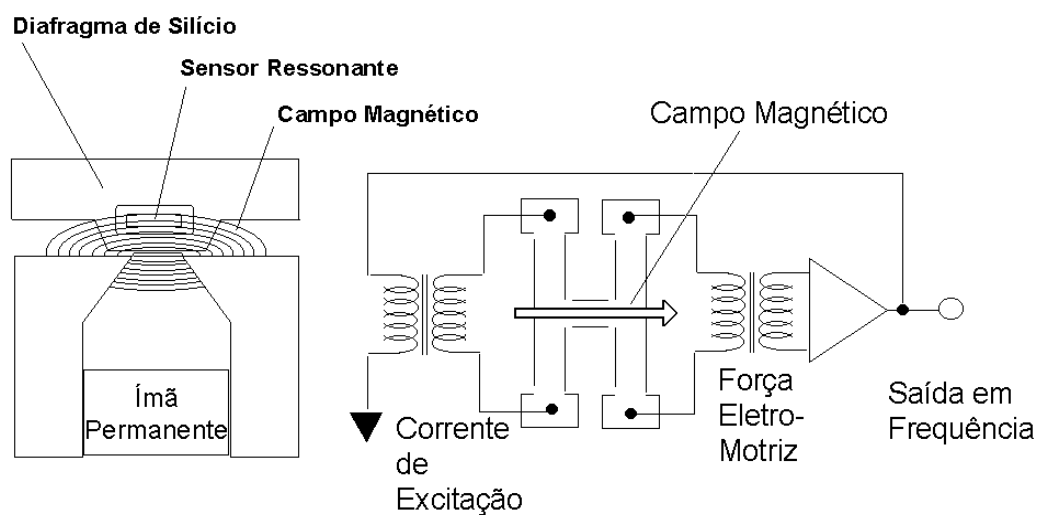 Diafragma de Silício
Sensor Ressonante
Campo Magnético
Campo Magnético
Ímã
Permanente
Corrente
de
Excitação
Força
Eletro-
Motriz
Saída em
Frequência